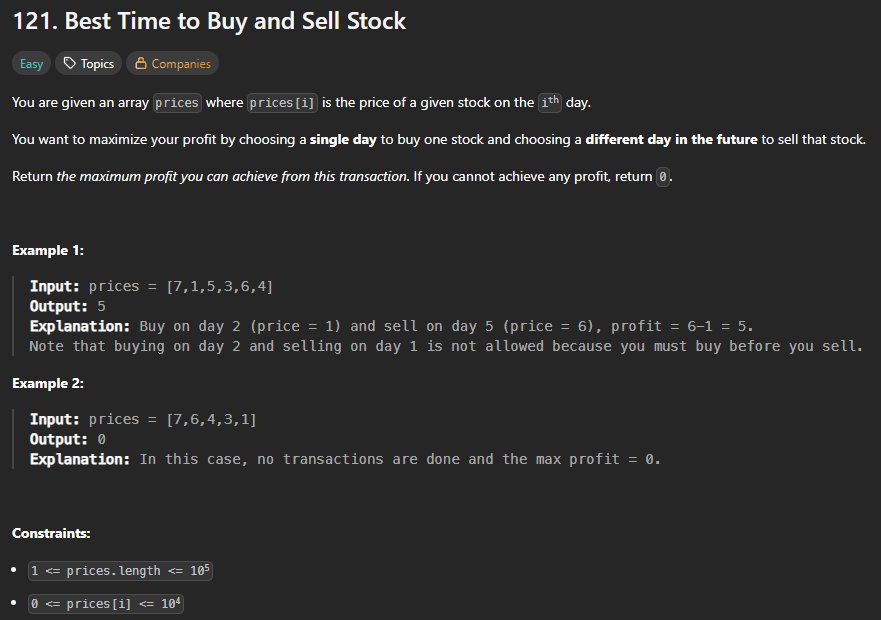 121. Best Time to Buy and Sell Stock
Easy Topics Companies
You are given an array prices where prices[i] is the price of a given stock on the iᵗʰ day.
You want to maximize your profit by choosing a single day to buy one stock and choosing a different day in the future to sell that stock.
Return the maximum profit you can achieve from this transaction. If you cannot achieve any profit, return 0.
Example 1:
Input: prices = [7,1,5,3,6,4]
Output: 5
Explanation: Buy on day 2 (price = 1) and sell on day 5 (price = 6), profit = 6-1 = 5.
Note that buying on day 2 and selling on day 1 is not allowed because you must buy before you sell.
Example 2:
Input: prices = [7,6,4,3,1]
Output: 0
Explanation: In this case, no transactions are done and the max profit = 0.
Constraints:
• 1 <= prices.length <= 10⁵
• 0 <= prices[i] <= 10⁴